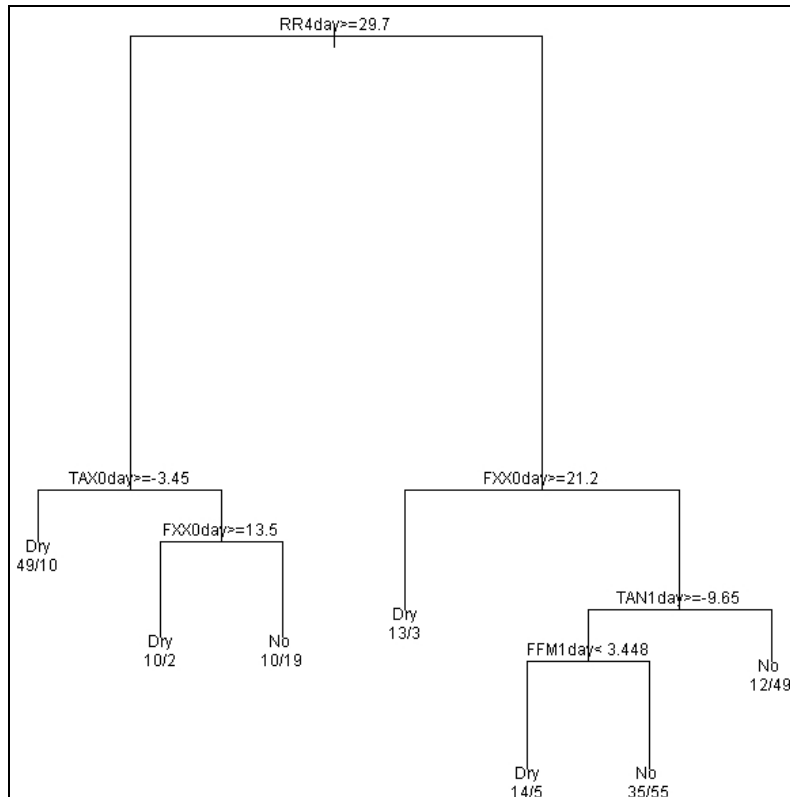 RR4day>=29.7
TAX0day>=-3.45
FXX0day>=21.2
FXX0day>=13.5
Dry
49/10
TAN1day>=-9.65
Dry
13/3
Dry
10/2
No
10/19
FFM1day< 3.448
No
12/49
Dry
14/5
No
35/55